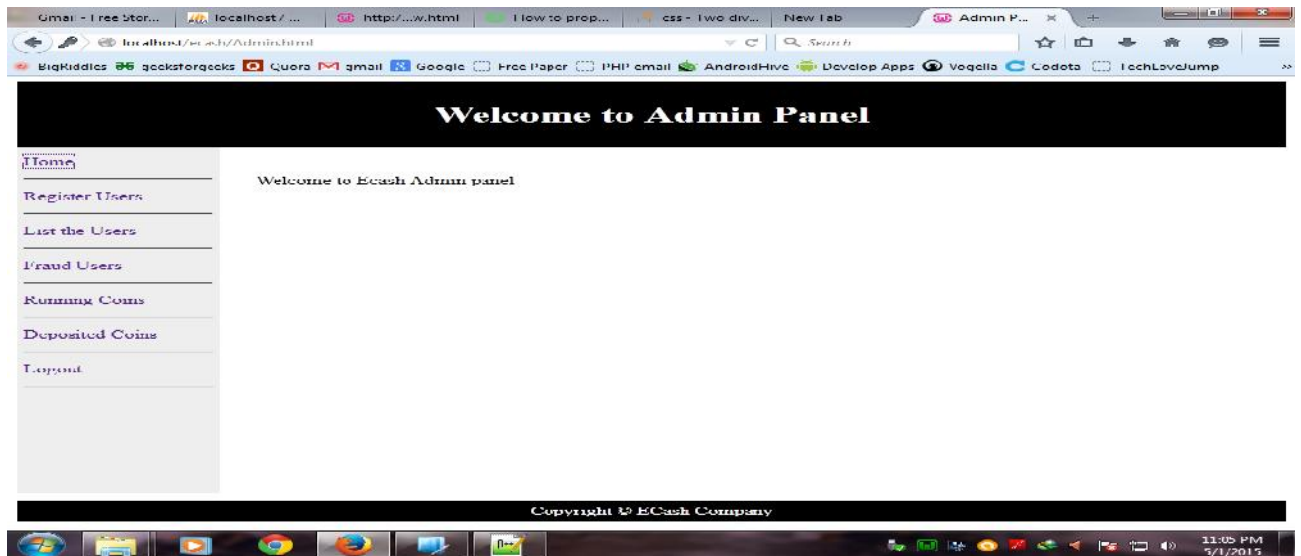 Gmail - Free Stor... localhost / ... http:/...w.html How to prop... css - Two div... New Tab Admin P...
localhost/ecash/Admin.html Search
BigRiddles geeksforgeeks Quora gmail Google Free Paper PHP email AndroidHive Develop Apps Vogella Codota TechLoveJump
Welcome to Admin Panel
Home
Welcome to Ecash Admin panel
Register Users
List the Users
Fraud Users
Running Coins
Deposited Coins
Logout
Copyright © ECash Company
11:05 PM
5/1/2015